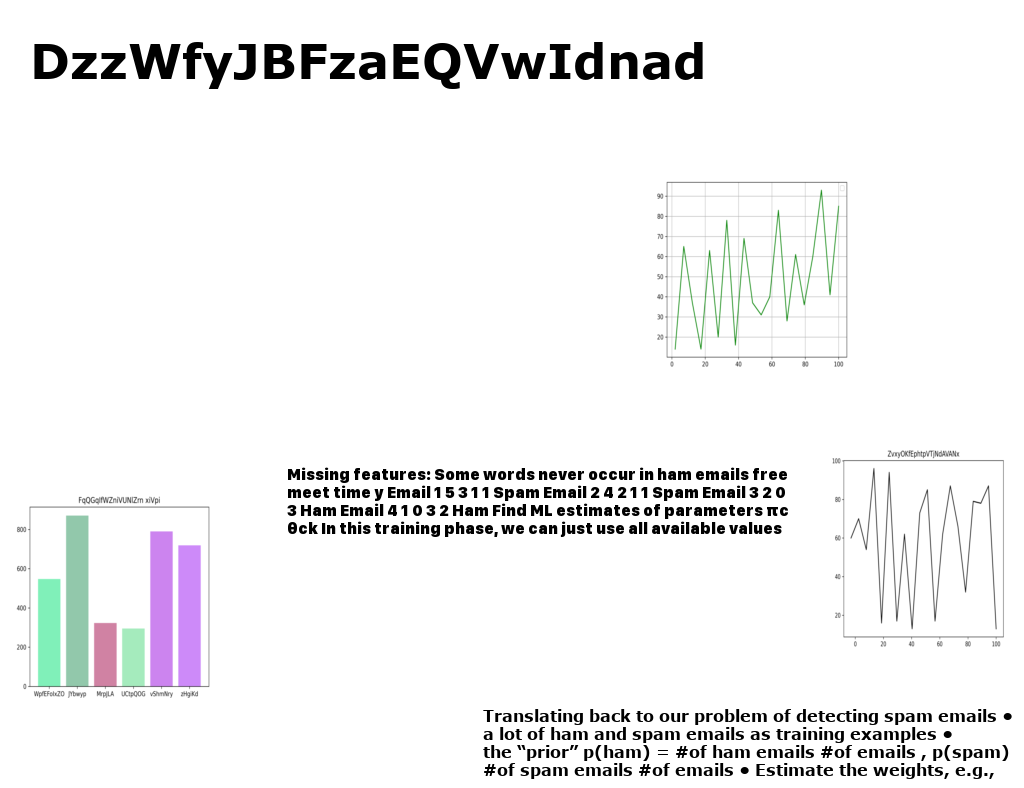 DzzWfyJBFzaEQVwIdnad
90
80
70
60
50
40
30
20
0 20 40 60 80 100
Missing features: Some words never occur in ham emails free
meet time y Email 1 5 3 1 1 Spam Email 2 4 2 1 1 Spam Email 3 2 0
3 Ham Email 4 1 0 3 2 Ham Find ML estimates of parameters πc
θck In this training phase, we can just use all available values
ZvxyOKfEphtpVTjNdAVANx
100
80
60
40
20
0 20 40 60 80 100
800
600
400
200
0
JYbwyp MrpJLA UCtpQOG vShmNry zHgiKd
Translating back to our problem of detecting spam emails •
a lot of ham and spam emails as training examples •
the “prior” p(ham) = #of ham emails #of emails , p(spam)
#of spam emails #of emails • Estimate the weights, e.g.,